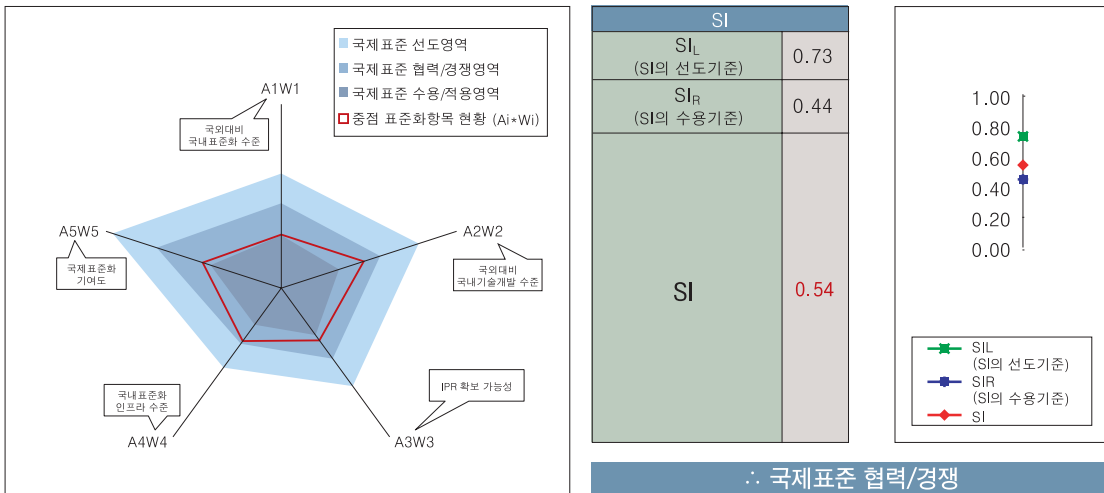 국제표준 선도영역
국제표준 협력/경쟁영역
국제표준 수용/적용영역
중점 표준화항목 현황 (Ai*Wi)
A1W1
국외대비
국내표준화 수준
A2W2
국외대비
국내기술개발 수준
A5W5
국제표준화
기여도
국내표준화
인프라 수준
A4W4
IPR 확보 가능성
A3W3
SI
SIL
(SI의 선도기준)
0.73
SIR
(SI의 수용기준)
0.44
SI
0.54
1.00
0.80
0.60
0.40
0.20
0.00
SIL
(SI의 선도기준)
SIR
(SI의 수용기준)
SI
∴ 국제표준 협력/경쟁